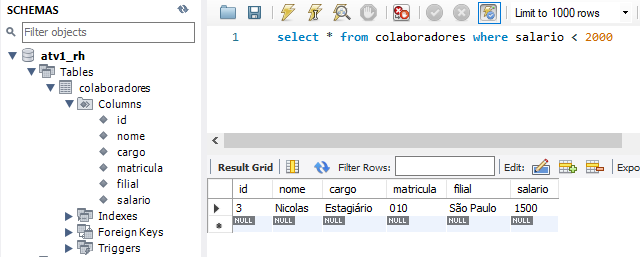 SCHEMAS
Filter objects
atv1_rh
Tables
colaboradores
Columns
id
nome
cargo
matricula
filial
salario
Indexes
Foreign Keys
Triggers
Limit to 1000 rows
1 select * from colaboradores where salario < 2000
Result Grid Filter Rows: Edit: Expo
id nome cargo matricula filial salario
3 Nicolas Estagiário 010 São Paulo 1500
NULL NULL NULL NULL NULL NULL